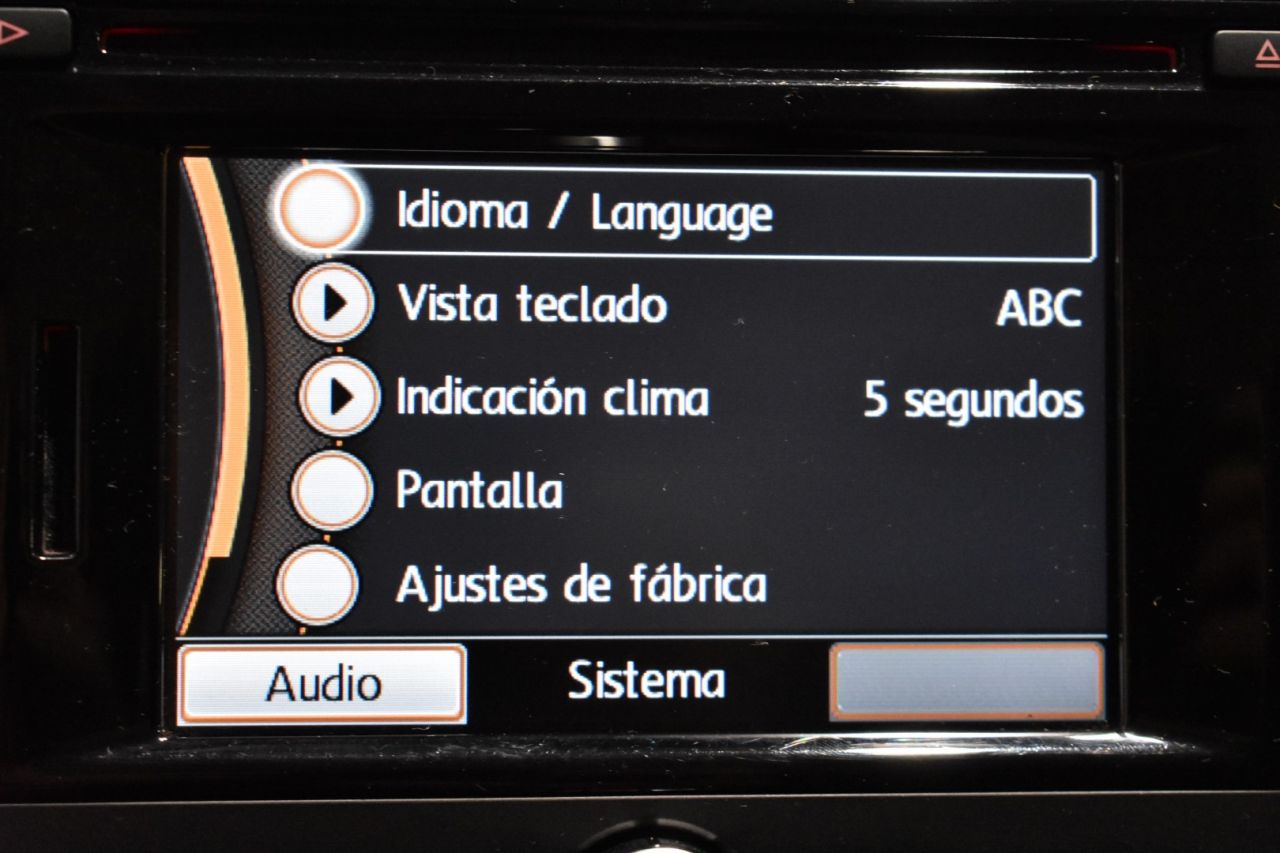 Idioma / Language
Vista teclado ABC
Indicación clima 5 segundos
Pantalla
Ajustes de fábrica
Audio Sistema